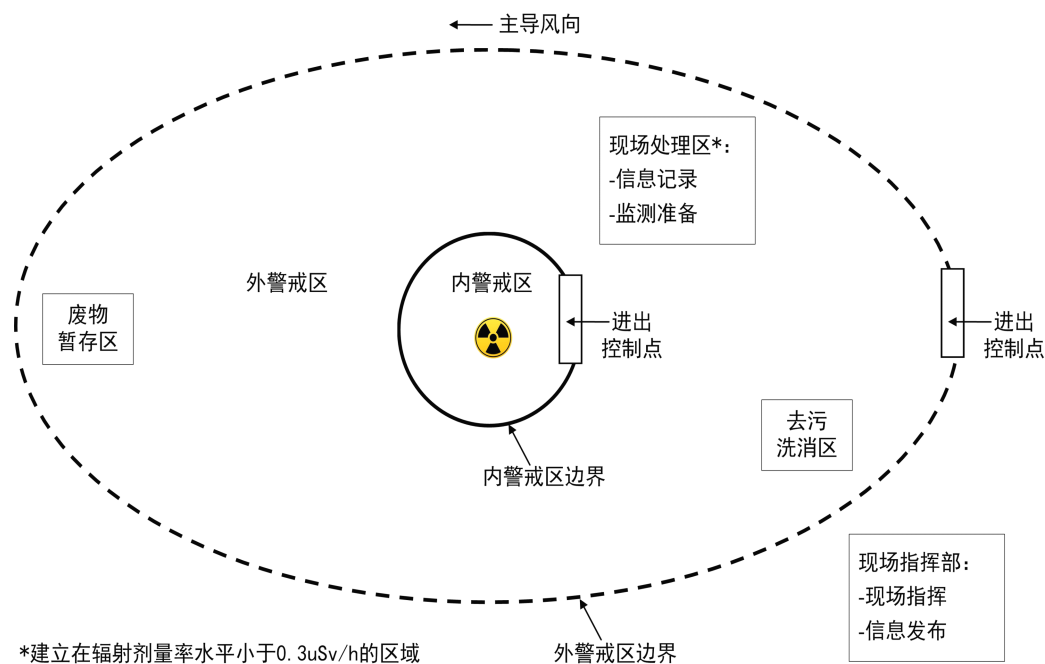 主导风向
现场处理区*：
-信息记录
-监测准备
外警戒区
内警戒区
废物
暂存区
进出
控制点
进出
控制点
去污
洗消区
内警戒区边界
现场指挥部：
-现场指挥
-信息发布
*建立在辐射剂量率水平小于0.3uSv/h的区域
外警戒区边界